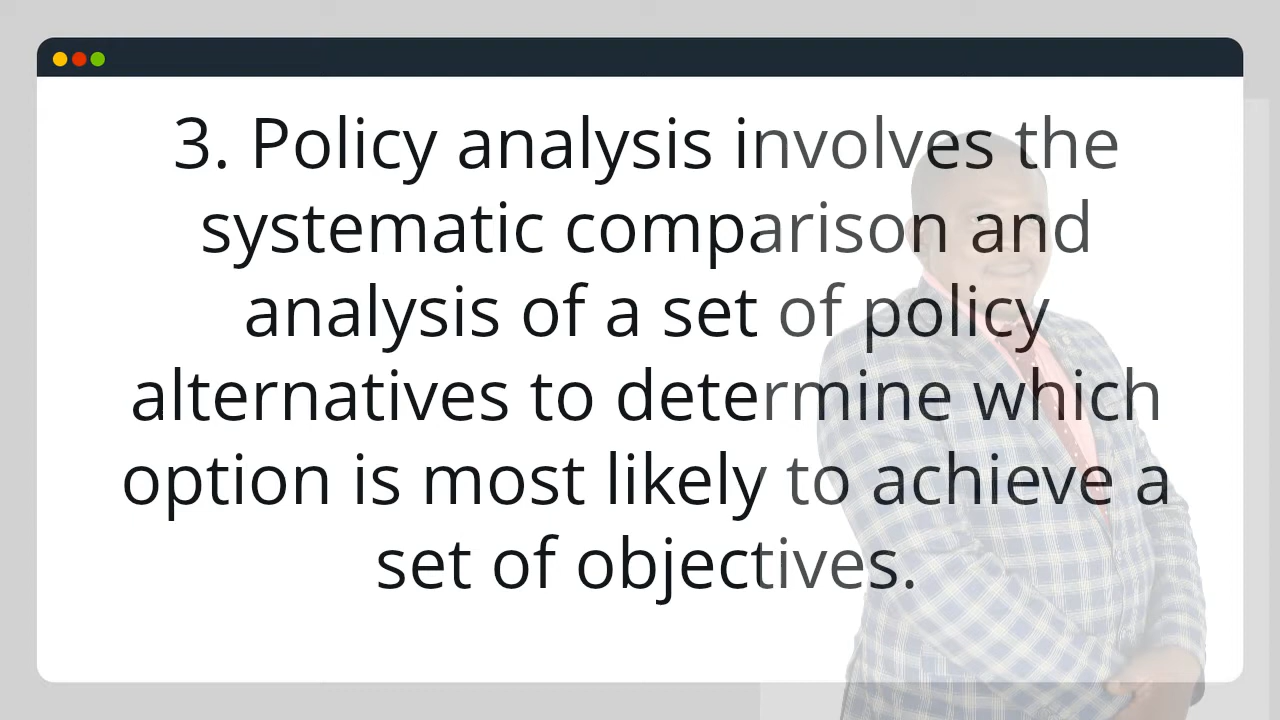 3. Policy analysis involves the
systematic comparison and
analysis of a set of policy
alternatives to determine which
option is most likely to achieve a
set of objectives.